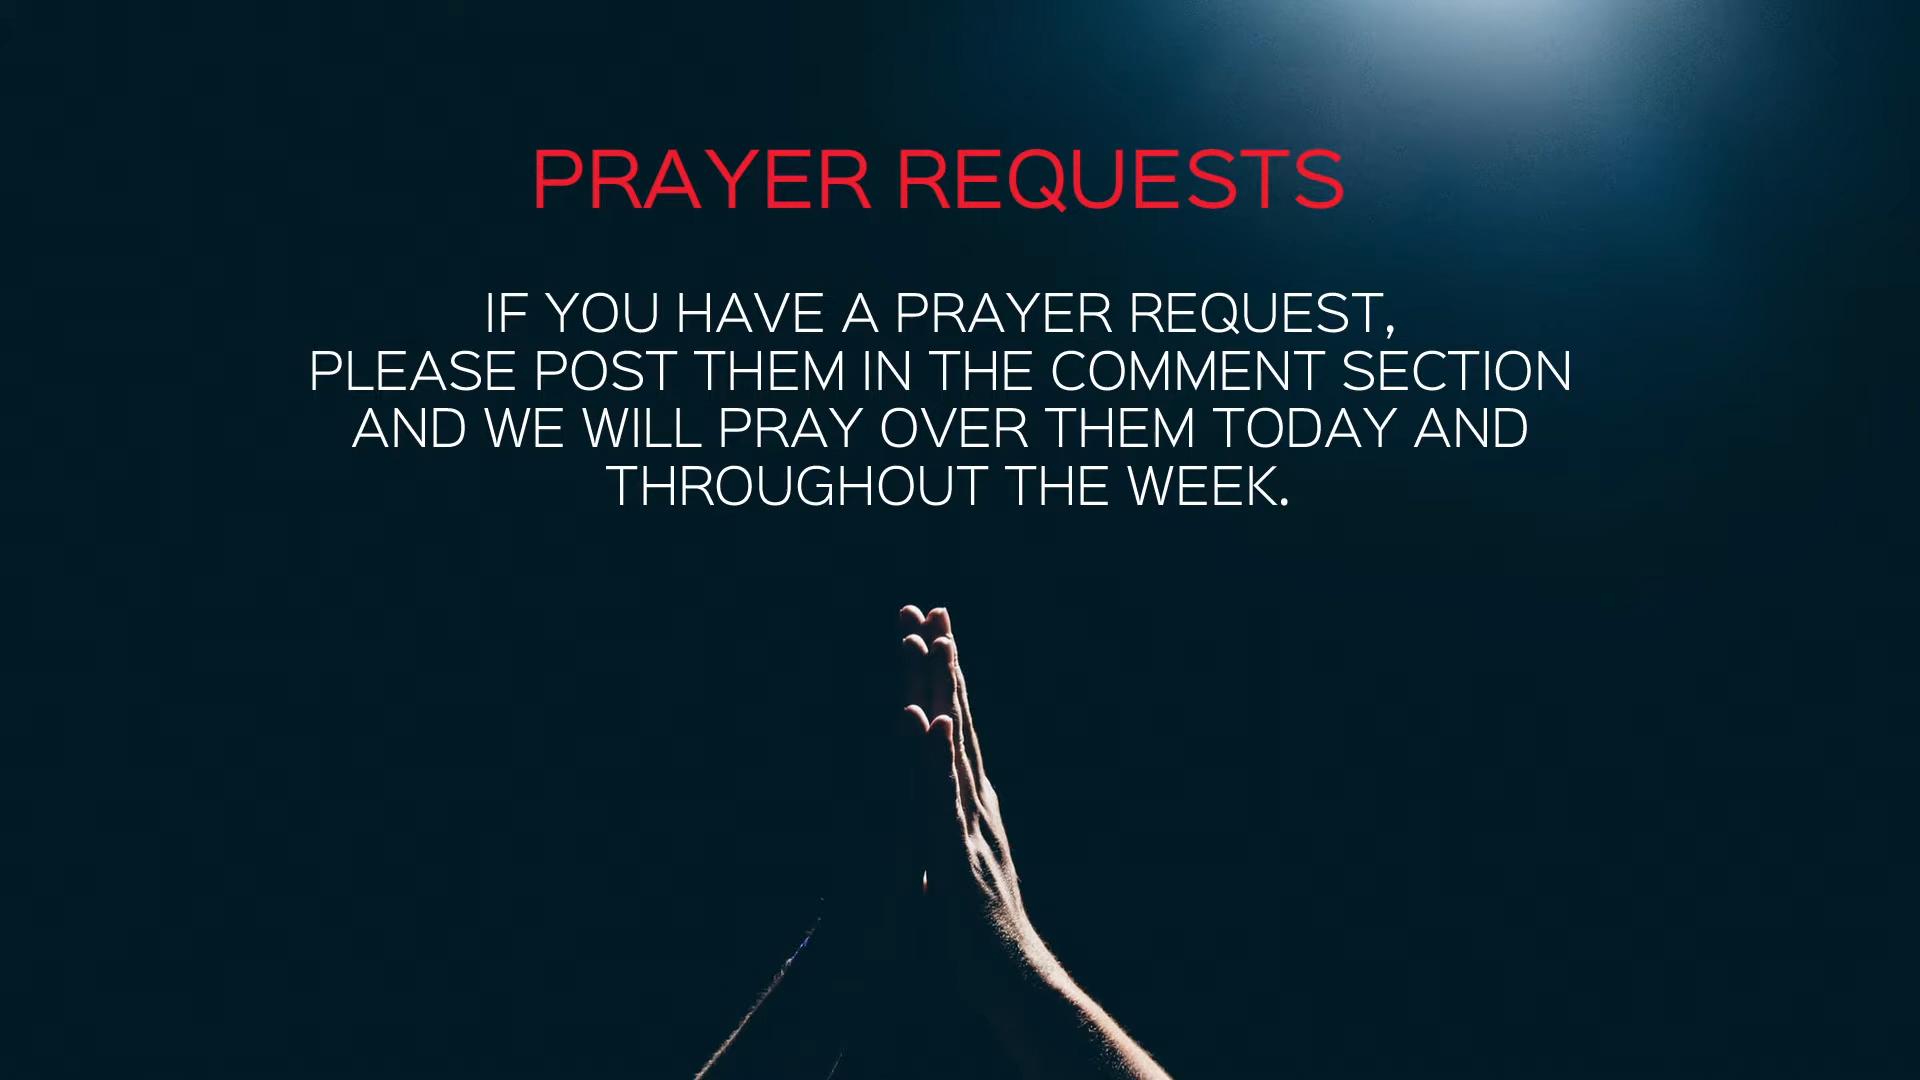 PRAYER REQUESTS
IF YOU HAVE A PRAYER REQUEST,
PLEASE POST THEM IN THE COMMENT SECTION
AND WE WILL PRAY OVER THEM TODAY AND
THROUGHOUT THE WEEK.